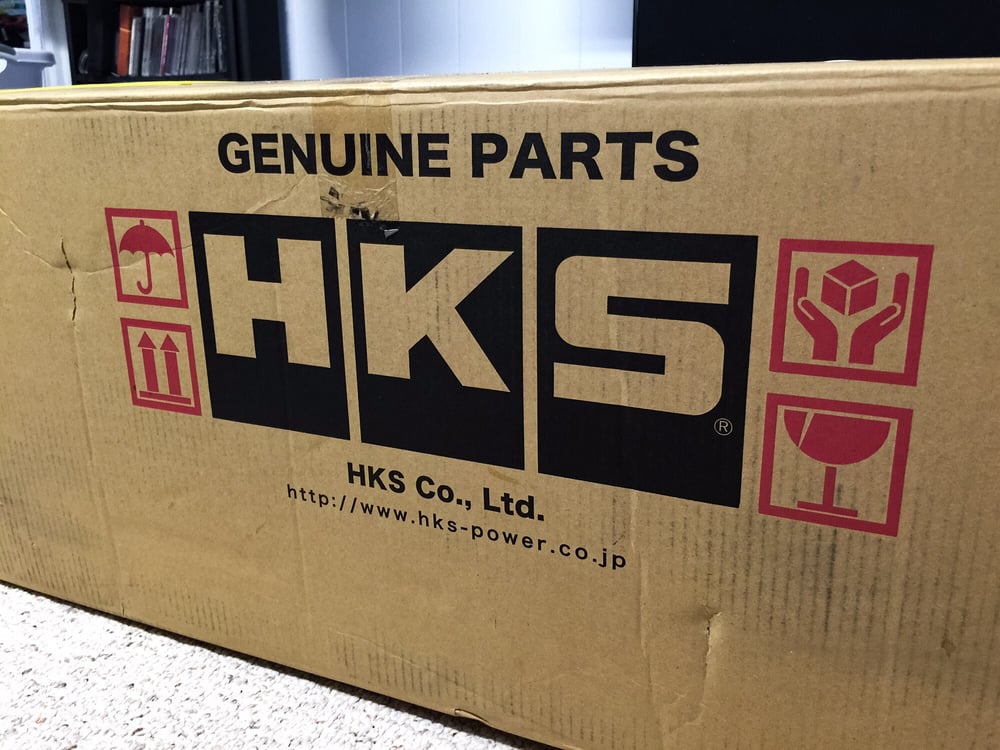 GENUINE PARTS
HKS
®
HKS Co., Ltd.
http://www.hks-power.co.jp